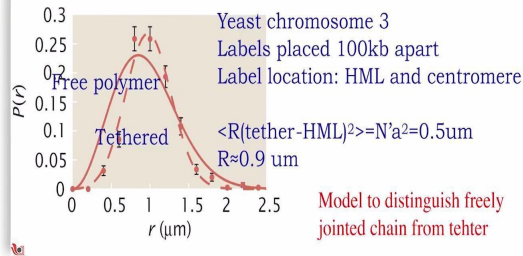 0.3
0.25
0.2
0.15
0.1
0.05
0
P(r)
Free polymer
Tethered
0 0.5 1 1.5 2 2.5
r (μm)
Yeast chromosome 3
Labels placed 100kb apart
Label location: HML and centromere
<R(tether-HML)²>=N’a²=0.5um
R≈0.9 um
Model to distinguish freely
jointed chain from tehter